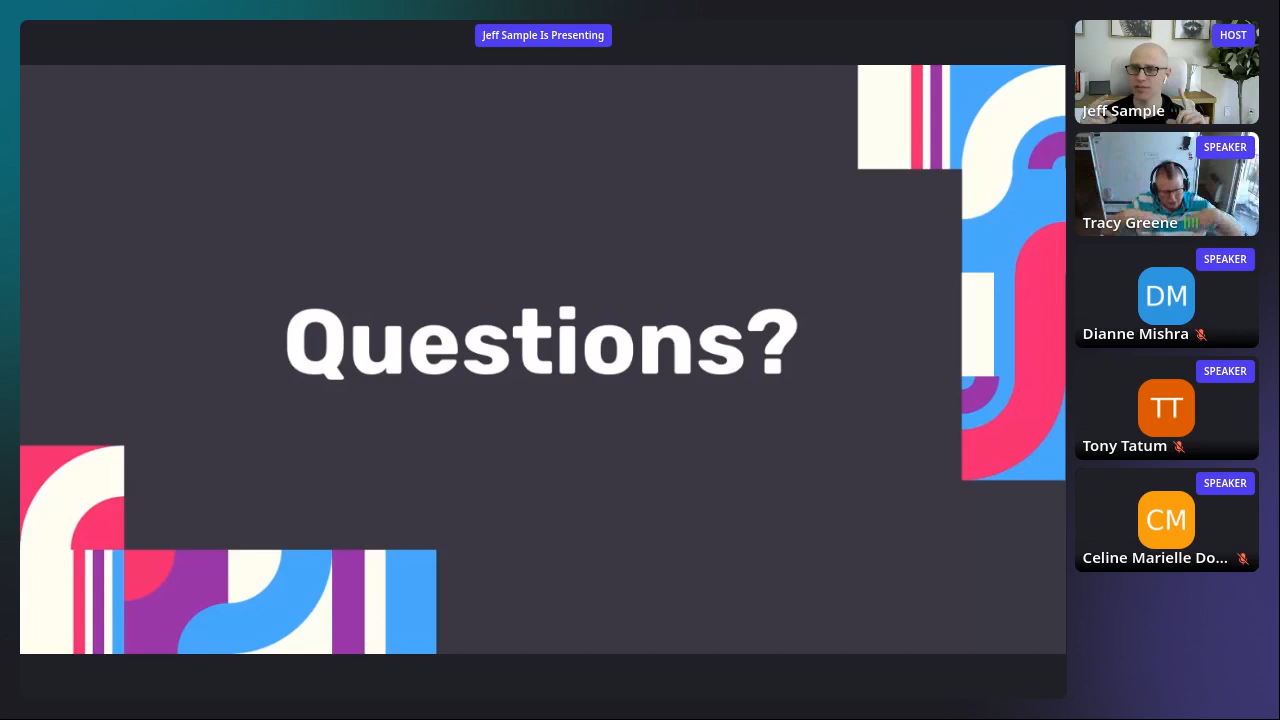 Jeff Sample Is Presenting
Questions?
HOST
Jeff Sample
SPEAKER
Tracy Greene
SPEAKER
DM
Dianne Mishra
SPEAKER
TT
Tony Tatum
SPEAKER
CM
Celine Marielle Do...